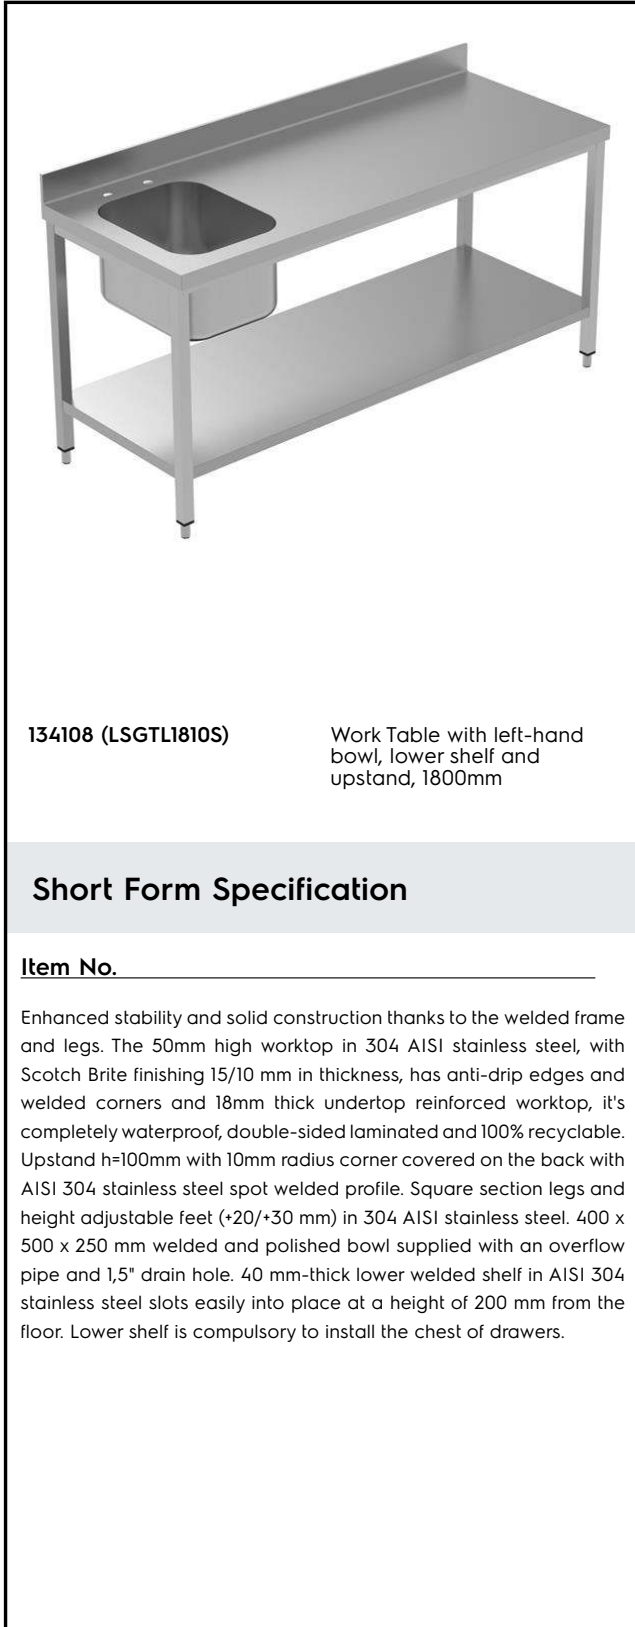 134108 (LSGTL1810S)
Work Table with left-hand
bowl, lower shelf and
upstand, 1800mm
Short Form Specification
Item No.
Enhanced stability and solid construction thanks to the welded frame
and legs. The 50mm high worktop in 304 AISI stainless steel, with
Scotch Brite finishing 15/10 mm in thickness, has anti-drip edges and
welded corners and 18mm thick undertop reinforced worktop, it's
completely waterproof, double-sided laminated and 100% recyclable.
Upstand h=100mm with 10mm radius corner covered on the back with
AISI 304 stainless steel spot welded profile. Square section legs and
height adjustable feet (+20/+30 mm) in 304 AISI stainless steel. 400 x
500 x 250 mm welded and polished bowl supplied with an overflow
pipe and 1,5" drain hole. 40 mm-thick lower welded shelf in AISI 304
stainless steel slots easily into place at a height of 200 mm from the
floor. Lower shelf is compulsory to install the chest of drawers.